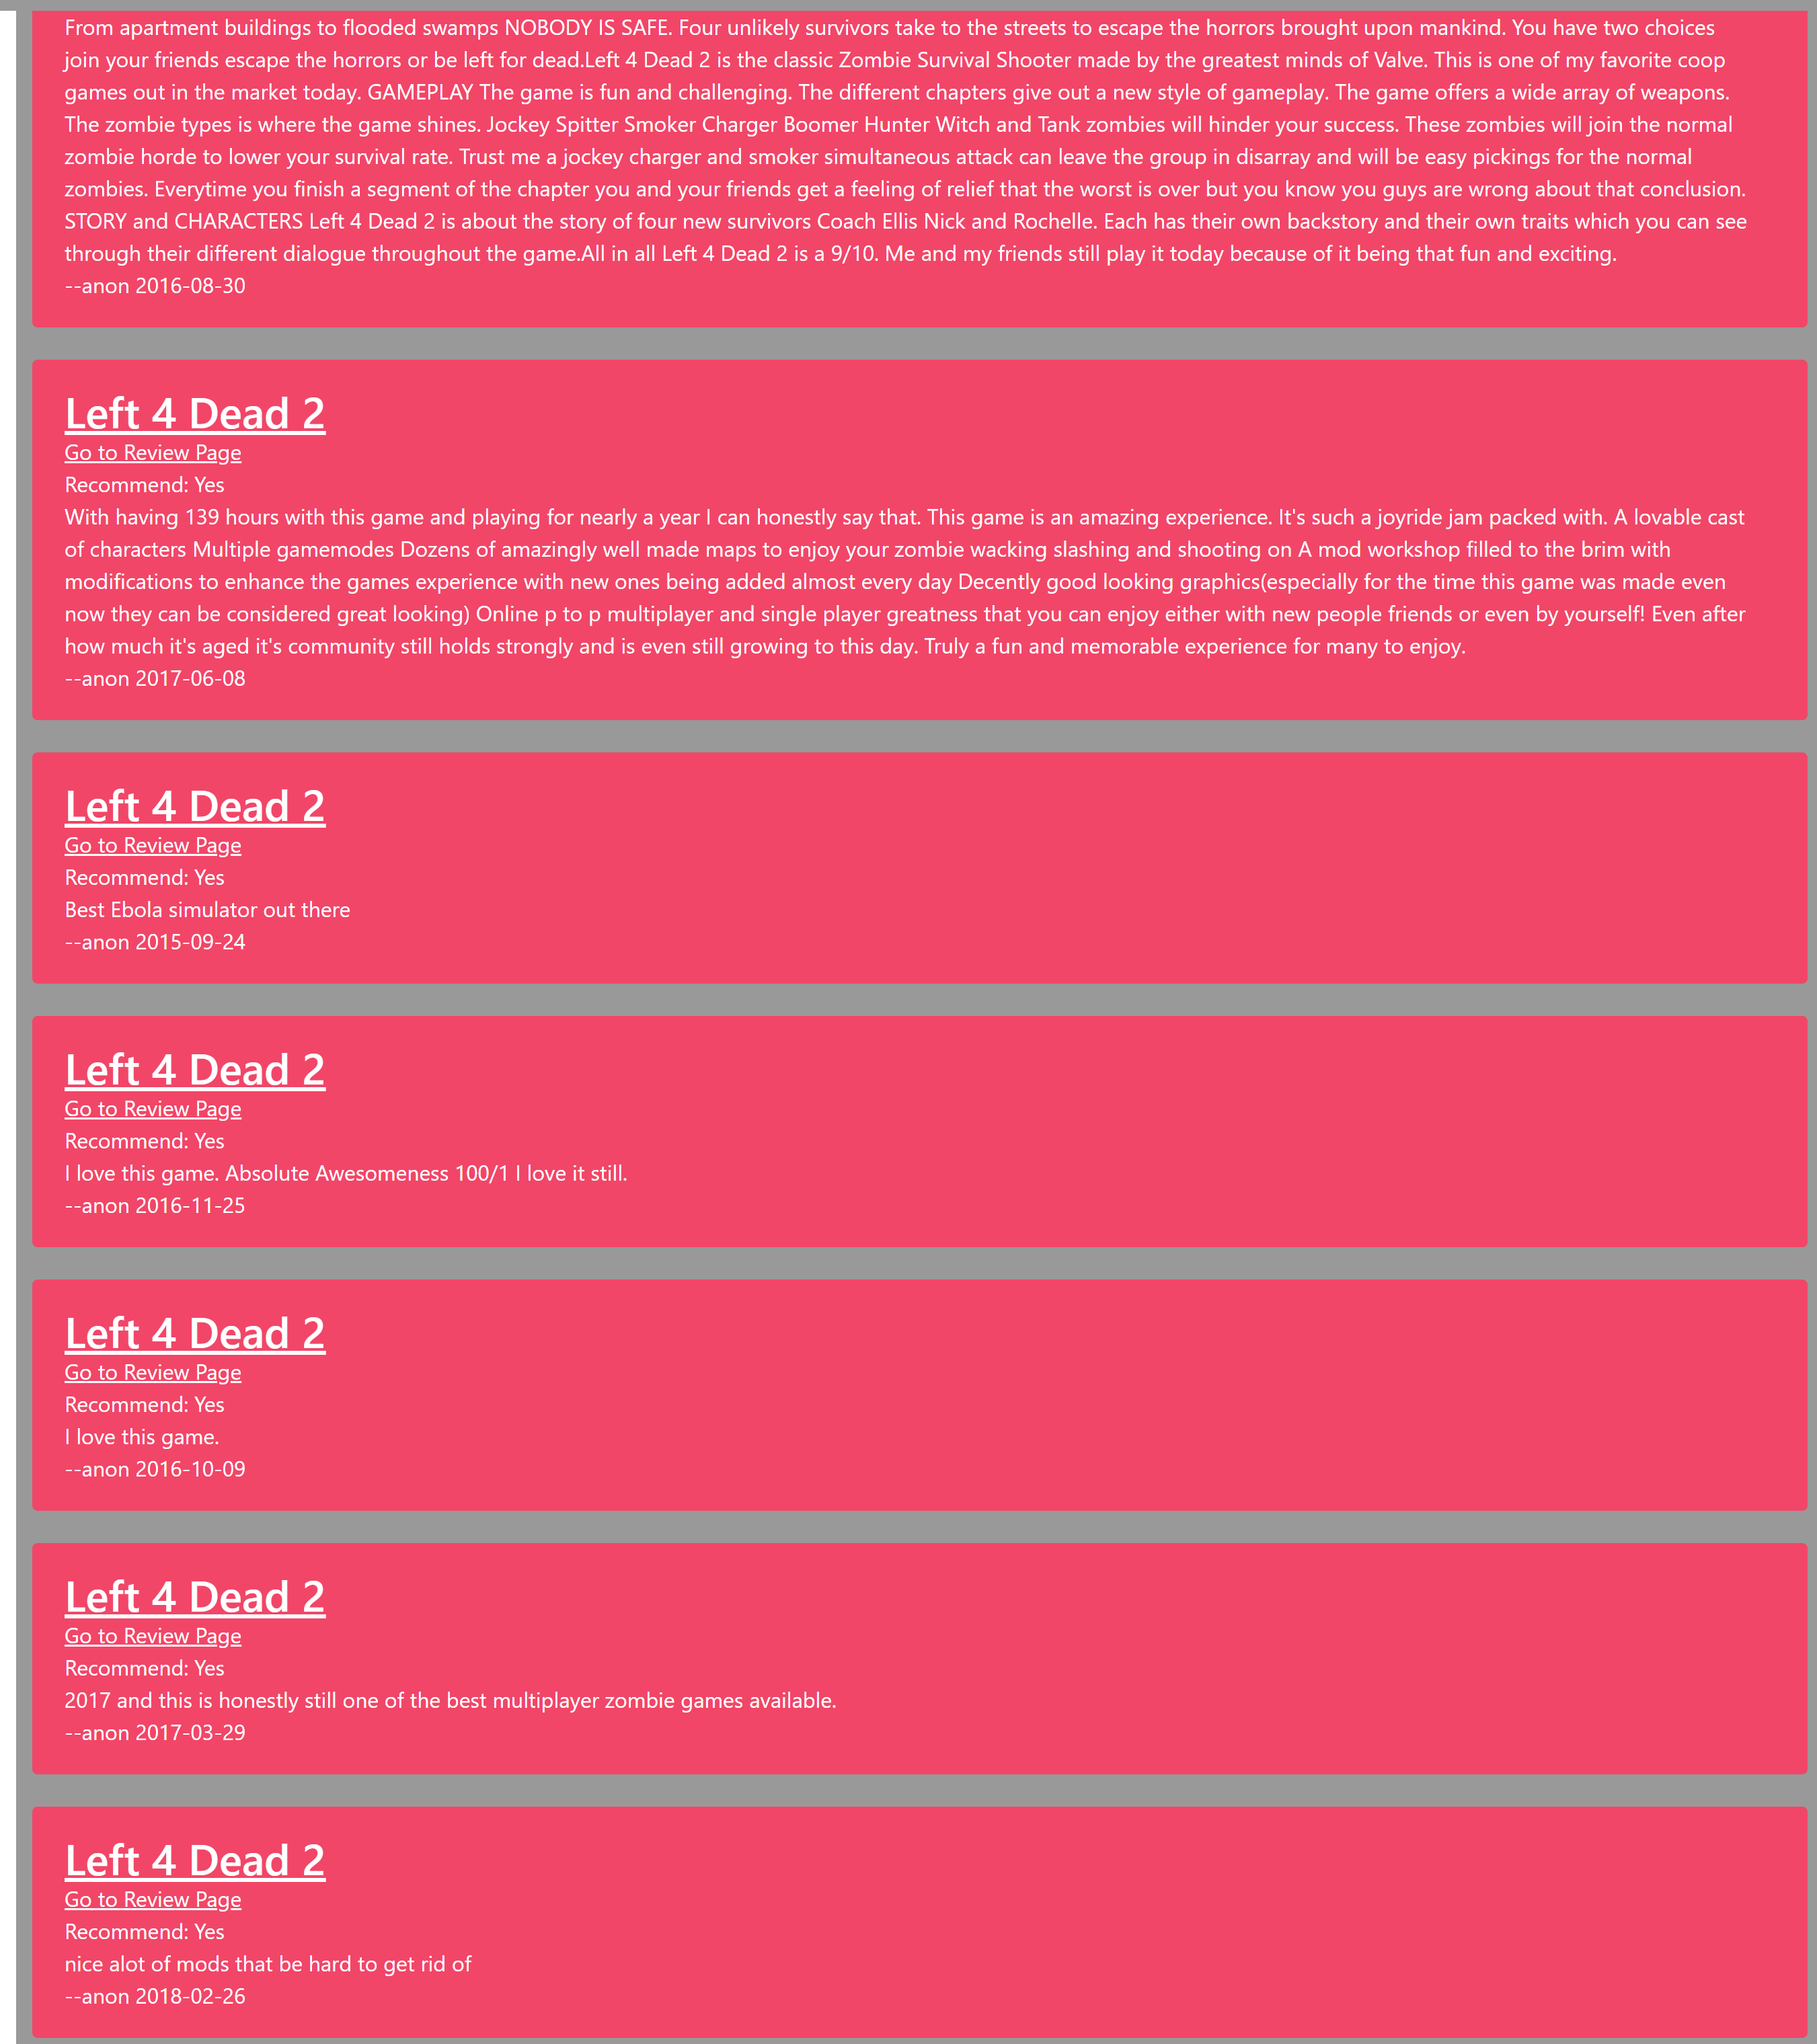 From apartment buildings to flooded swamps NOBODY IS SAFE. Four unlikely survivors take to the streets to escape the horrors brought upon mankind. You have two choices
join your friends escape the horrors or be left for dead.Left 4 Dead 2 is the classic Zombie Survival Shooter made by the greatest minds of Valve. This is one of my favorite coop
games out in the market today. GAMEPLAY The game is fun and challenging. The different chapters give out a new style of gameplay. The game offers a wide array of weapons.
The zombie types is where the game shines. Jockey Spitter Smoker Charger Boomer Hunter Witch and Tank zombies will hinder your success. These zombies will join the normal
zombie horde to lower your survival rate. Trust me a jockey charger and smoker simultaneous attack can leave the group in disarray and will be easy pickings for the normal
zombies. Everytime you finish a segment of the chapter you and your friends get a feeling of relief that the worst is over but you know you guys are wrong about that conclusion.
STORY and CHARACTERS Left 4 Dead 2 is about the story of four new survivors Coach Ellis Nick and Rochelle. Each has their own backstory and their own traits which you can see
through their different dialogue throughout the game.All in all Left 4 Dead 2 is a 9/10. Me and my friends still play it today because of it being that fun and exciting.
--anon 2016-08-30
Left 4 Dead 2
Go to Review Page
Recommend: Yes
With having 139 hours with this game and playing for nearly a year I can honestly say that. This game is an amazing experience. It's such a joyride jam packed with. A lovable cast
of characters Multiple gamemodes Dozens of amazingly well made maps to enjoy your zombie wacking slashing and shooting on A mod workshop filled to the brim with
modifications to enhance the games experience with new ones being added almost every day Decently good looking graphics(especially for the time this game was made even
now they can be considered great looking) Online p to p multiplayer and single player greatness that you can enjoy either with new people friends or even by yourself! Even after
how much it's aged it's community still holds strongly and is even still growing to this day. Truly a fun and memorable experience for many to enjoy.
--anon 2017-06-08
Left 4 Dead 2
Go to Review Page
Recommend: Yes
Best Ebola simulator out there
--anon 2015-09-24
Left 4 Dead 2
Go to Review Page
Recommend: Yes
I love this game. Absolute Awesomeness 100/1 I love it still.
--anon 2016-11-25
Left 4 Dead 2
Go to Review Page
Recommend: Yes
I love this game.
--anon 2016-10-09
Left 4 Dead 2
Go to Review Page
Recommend: Yes
2017 and this is honestly still one of the best multiplayer zombie games available.
--anon 2017-03-29
Left 4 Dead 2
Go to Review Page
Recommend: Yes
nice alot of mods that be hard to get rid of
--anon 2018-02-26